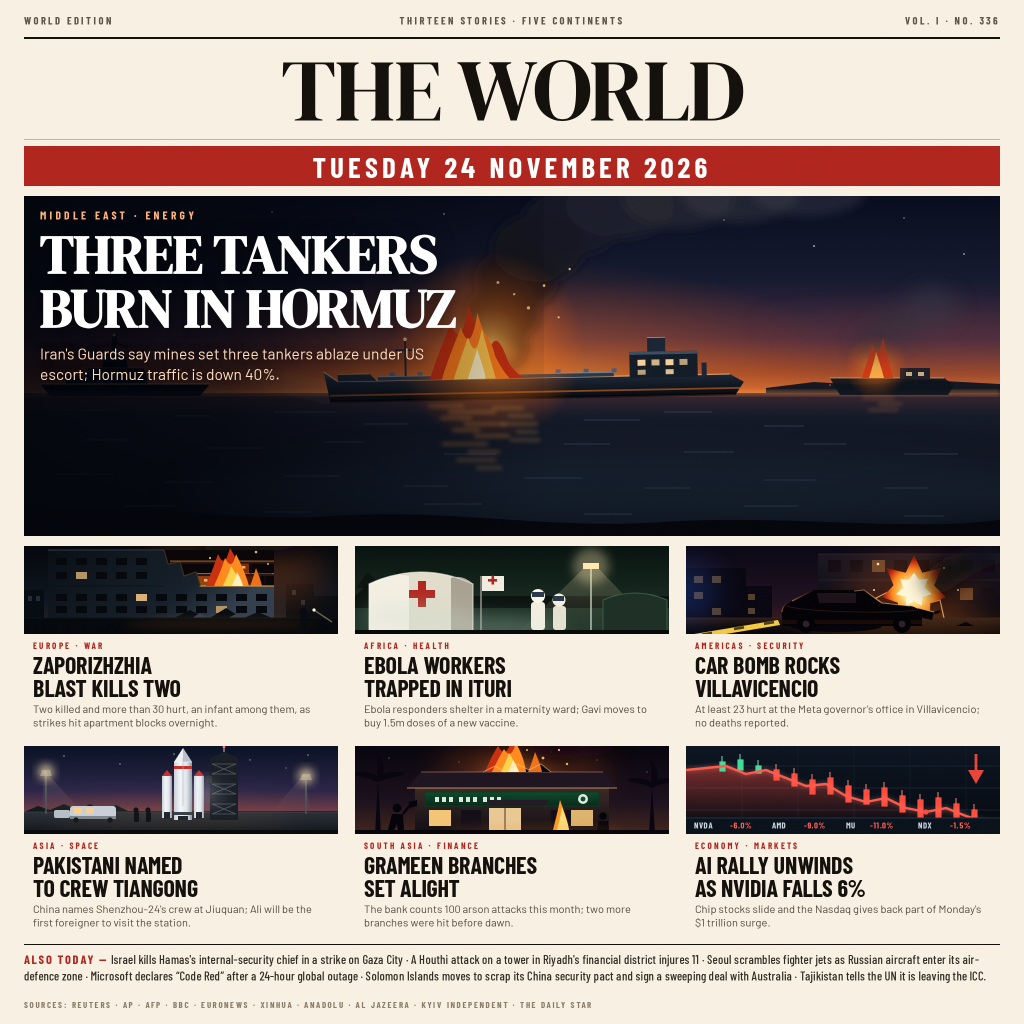 WORLD EDITION
THIRTEEN STORIES · FIVE CONTINENTS
VOL. I · NO. 336
THE WORLD
TUESDAY 24 NOVEMBER 2026
MIDDLE EAST · ENERGY
THREE TANKERS
BURN IN HORMUZ
Iran's Guards say mines set three tankers ablaze under US
escort; Hormuz traffic is down 40%.
EUROPE · WAR
ZAPORIZHZHIA
BLAST KILLS TWO
Two killed and more than 30 hurt, an infant among them, as
strikes hit apartment blocks overnight.
AFRICA · HEALTH
EBOLA WORKERS
TRAPPED IN ITURI
Ebola responders shelter in a maternity ward; Gavi moves to
buy 1.5m doses of a new vaccine.
AMERICAS · SECURITY
CAR BOMB ROCKS
VILLAVICENCIO
At least 23 hurt at the Meta governor's office in Villavicencio;
no deaths reported.
ASIA · SPACE
PAKISTANI NAMED
TO CREW TIANGONG
China names Shenzhou-24's crew at Jiuquan; Ali will be the
first foreigner to visit the station.
SOUTH ASIA · FINANCE
GRAMEEN BRANCHES
SET ALIGHT
The bank counts 100 arson attacks this month; two more
branches were hit before dawn.
NVDA -6.0% AMD -9.0% MU -11.0% NDX -1.5%
ECONOMY · MARKETS
AI RALLY UNWINDS
AS NVIDIA FALLS 6%
Chip stocks slide and the Nasdaq gives back part of Monday's
$1 trillion surge.
ALSO TODAY — Israel kills Hamas's internal-security chief in a strike on Gaza City · A Houthi attack on a tower in Riyadh's financial district injures 11 · Seoul scrambles fighter jets as Russian aircraft enter its air-
defence zone · Microsoft declares “Code Red” after a 24-hour global outage · Solomon Islands moves to scrap its China security pact and sign a sweeping deal with Australia · Tajikistan tells the UN it is leaving the ICC.
SOURCES: REUTERS · AP · AFP · BBC · EURONEWS · XINHUA · ANADOLU · AL JAZEERA · KYIV INDEPENDENT · THE DAILY STAR